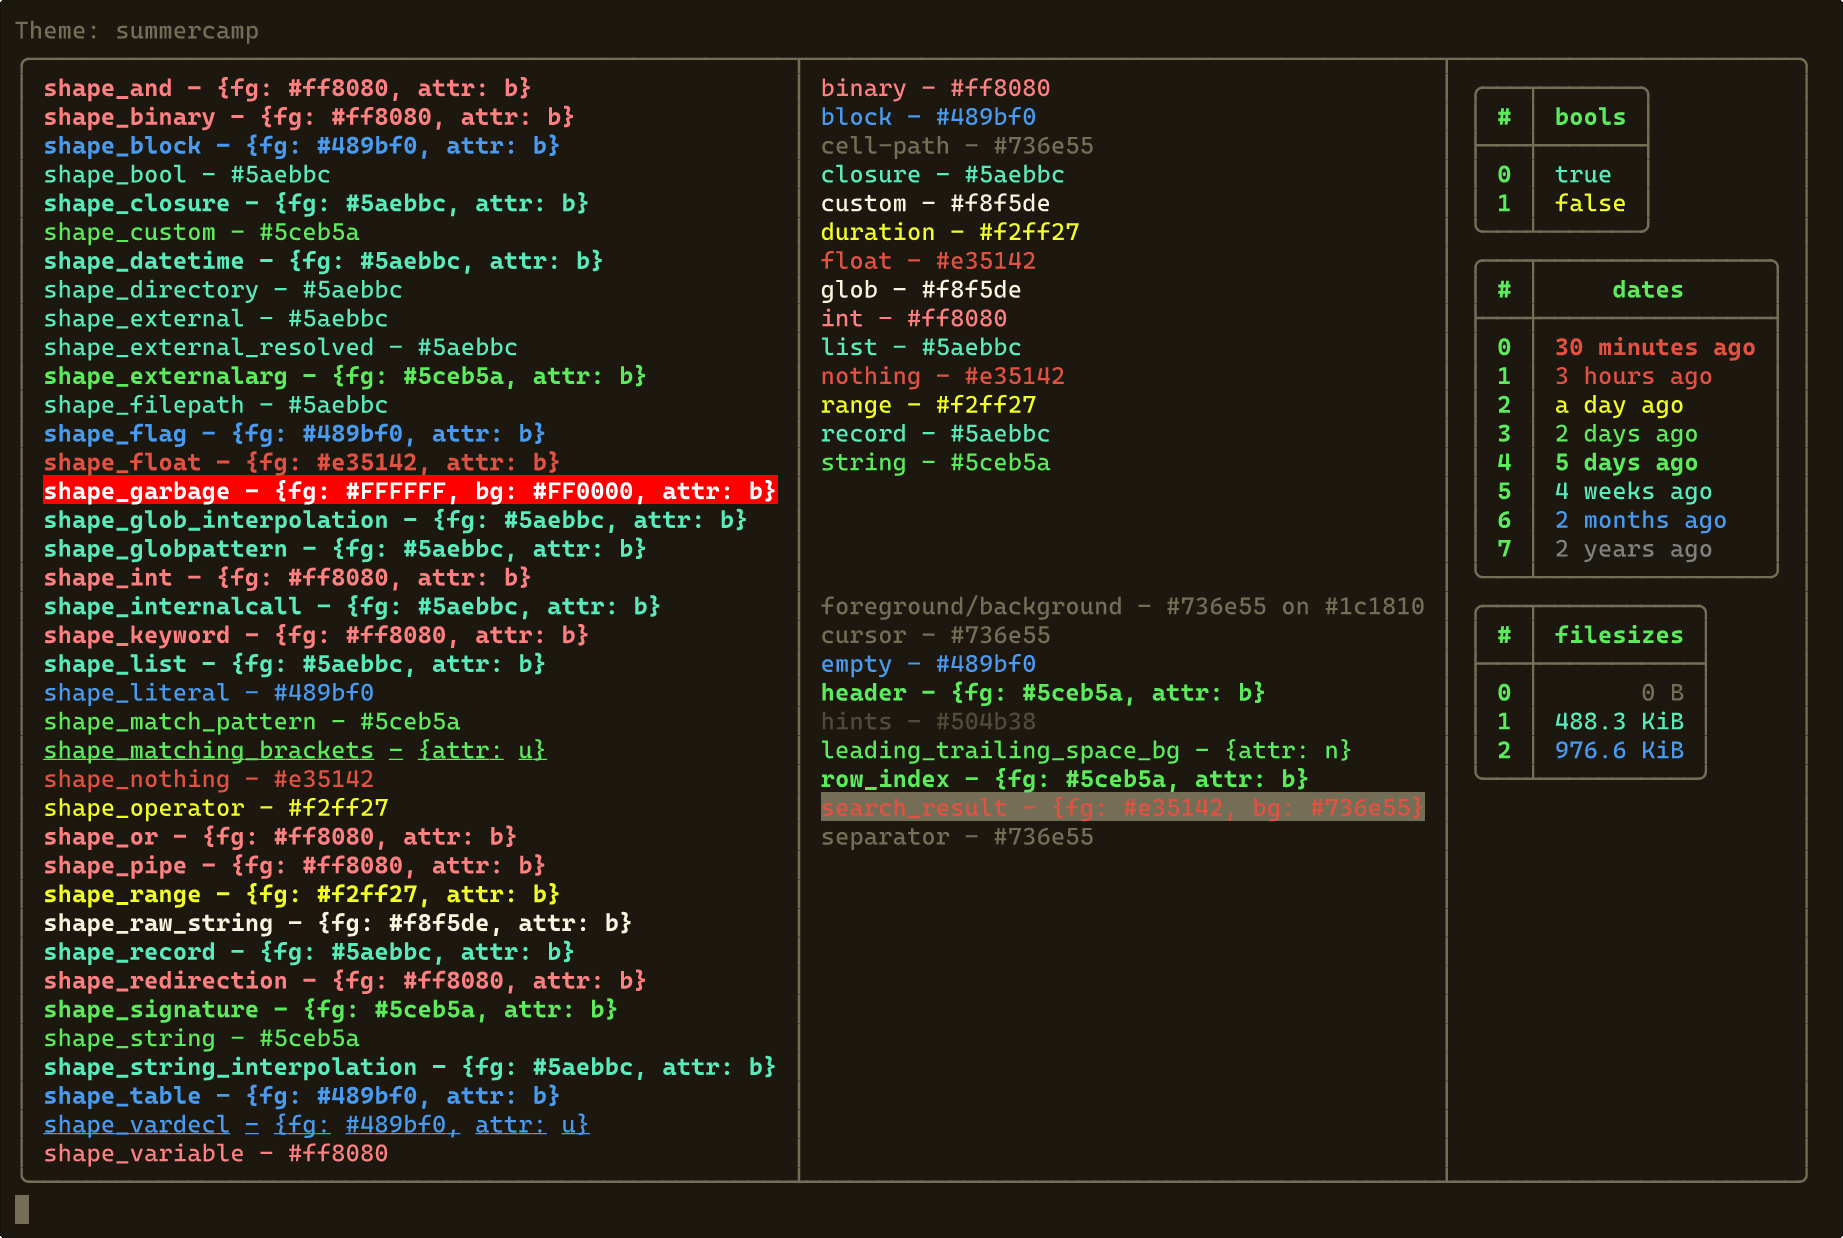 Theme: summercamp
shape_and - {fg: #ff8080, attr: b}
shape_binary - {fg: #ff8080, attr: b}
shape_block - {fg: #489bf0, attr: b}
shape_bool - #5aebbc
shape_closure - {fg: #5aebbc, attr: b}
shape_custom - #5ceb5a
shape_datetime - {fg: #5aebbc, attr: b}
shape_directory - #5aebbc
shape_external - #5aebbc
shape_external_resolved - #5aebbc
shape_externalarg - {fg: #5ceb5a, attr: b}
shape_filepath - #5aebbc
shape_flag - {fg: #489bf0, attr: b}
shape_float - {fg: #e35142, attr: b}
shape_garbage - {fg: #FFFFFF, bg: #FF0000, attr: b}
shape_glob_interpolation - {fg: #5aebbc, attr: b}
shape_globpattern - {fg: #5aebbc, attr: b}
shape_int - {fg: #ff8080, attr: b}
shape_internalcall - {fg: #5aebbc, attr: b}
shape_keyword - {fg: #ff8080, attr: b}
shape_list - {fg: #5aebbc, attr: b}
shape_literal - #489bf0
shape_match_pattern - #5ceb5a
shape_matching_brackets - {attr: u}
shape_nothing - #e35142
shape_operator - #f2ff27
shape_or - {fg: #ff8080, attr: b}
shape_pipe - {fg: #ff8080, attr: b}
shape_range - {fg: #f2ff27, attr: b}
shape_raw_string - {fg: #f8f5de, attr: b}
shape_record - {fg: #5aebbc, attr: b}
shape_redirection - {fg: #ff8080, attr: b}
shape_signature - {fg: #5ceb5a, attr: b}
shape_string - #5ceb5a
shape_string_interpolation - {fg: #5aebbc, attr: b}
shape_table - {fg: #489bf0, attr: b}
shape_vardecl - {fg: #489bf0, attr: u}
shape_variable - #ff8080
binary - #ff8080
block - #489bf0
cell-path - #736e55
closure - #5aebbc
custom - #f8f5de
duration - #f2ff27
float - #e35142
glob - #f8f5de
int - #ff8080
list - #5aebbc
nothing - #e35142
range - #f2ff27
record - #5aebbc
string - #5ceb5a
foreground/background - #736e55 on #1c1810
cursor - #736e55
empty - #489bf0
header - {fg: #5ceb5a, attr: b}
hints - #504b38
leading_trailing_space_bg - {attr: n}
row_index - {fg: #5ceb5a, attr: b}
search_result - {fg: #e35142, bg: #736e55}
separator - #736e55
# bools
0 true
1 false
# dates
0 30 minutes ago
1 3 hours ago
2 a day ago
3 2 days ago
4 5 days ago
5 4 weeks ago
6 2 months ago
7 2 years ago
# filesizes
0 0 B
1 488.3 KiB
2 976.6 KiB